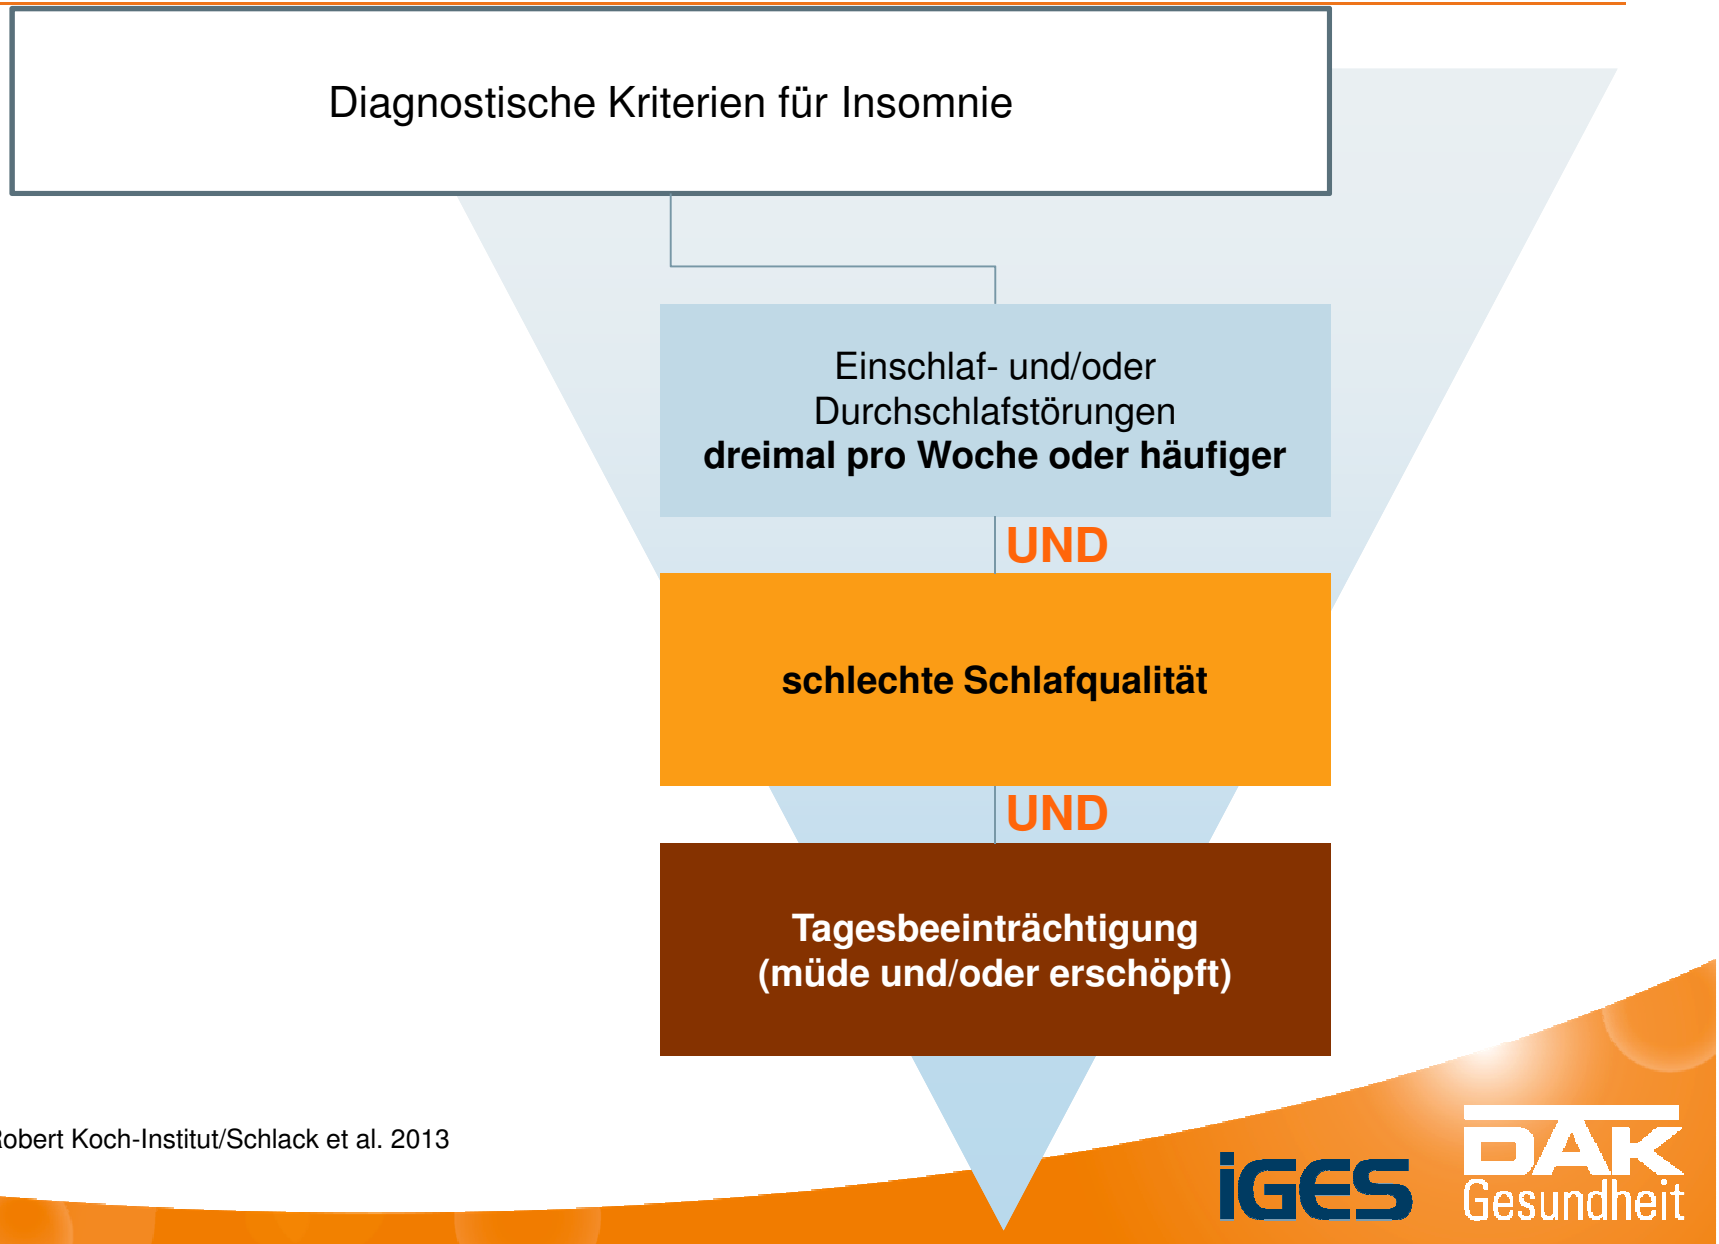 Diagnostische Kriterien für Insomnie
Einschlaf- und/oder
Durchschlafstörungen
dreimal pro Woche oder häufiger
UND
schlechte Schlafqualität
UND
Tagesbeeinträchtigung
(müde und/oder erschöpft)
obert Koch-Institut/Schlack et al. 2013
iGES
DAK
Gesundheit